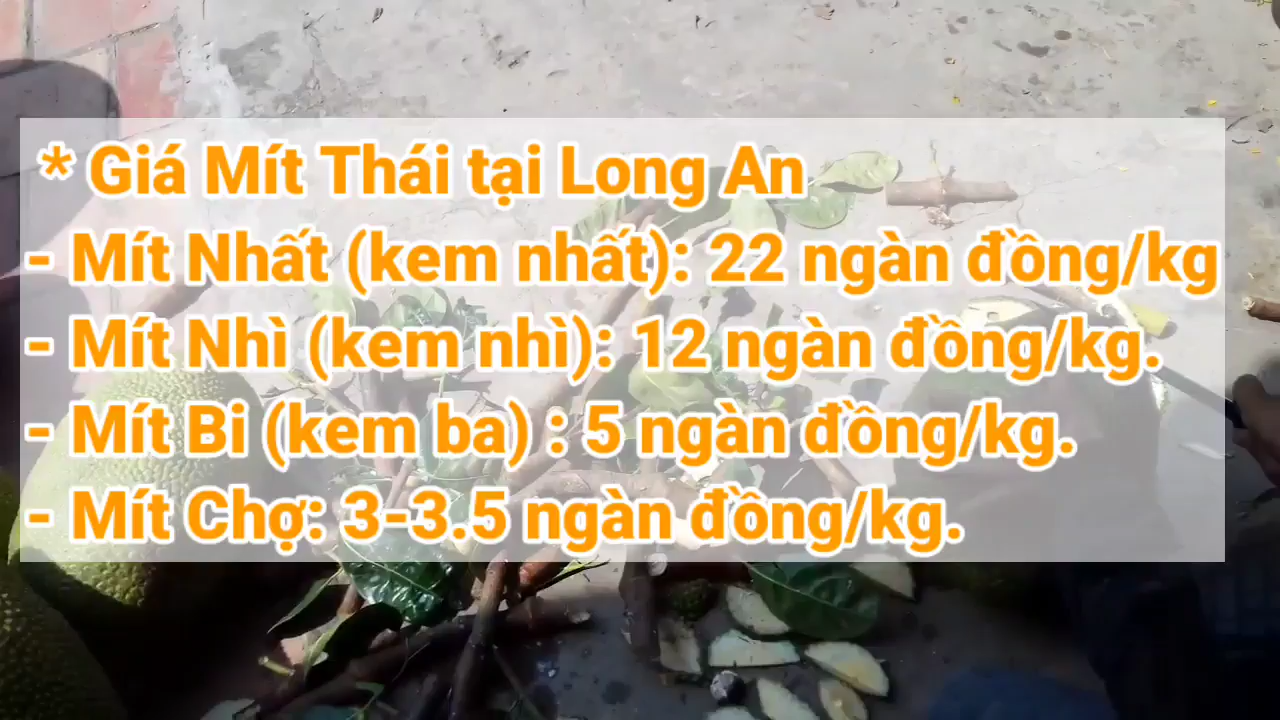 * Giá Mít Thái tại Long An
- Mít Nhất (kem nhất): 22 ngàn đồng/kg
- Mít Nhì (kem nhì): 12 ngàn đồng/kg.
- Mít Bi (kem ba) : 5 ngàn đồng/kg.
- Mít Chợ: 3-3.5 ngàn đồng/kg.